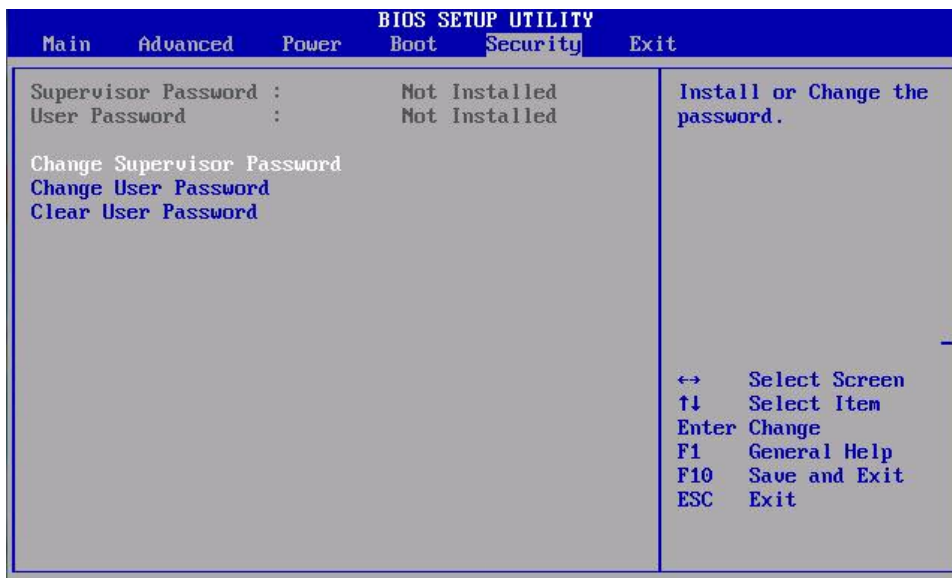 BIOS SETUP UTILITY
Main Advanced Power Boot Security Exit
Supervisor Password : Not Installed
User Password : Not Installed
Change Supervisor Password
Change User Password
Clear User Password
Install or Change the
password.
←→ Select Screen
↑↓ Select Item
Enter Change
F1 General Help
F10 Save and Exit
ESC Exit